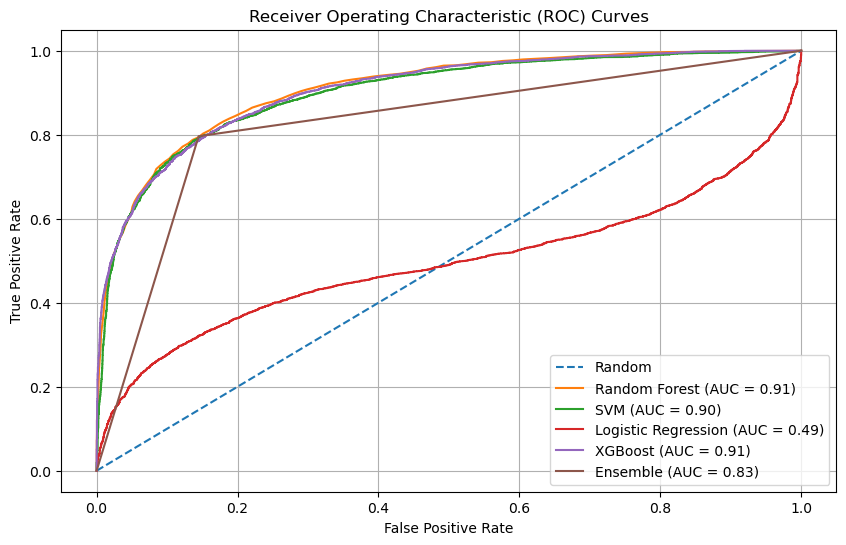 Receiver Operating Characteristic (ROC) Curves
True Positive Rate
1.0
0.8
0.6
0.4
0.2
0.0
Random
Random Forest (AUC = 0.91)
SVM (AUC = 0.90)
Logistic Regression (AUC = 0.49)
XGBoost (AUC = 0.91)
Ensemble (AUC = 0.83)
0.0 0.2 0.4 0.6 0.8 1.0
False Positive Rate